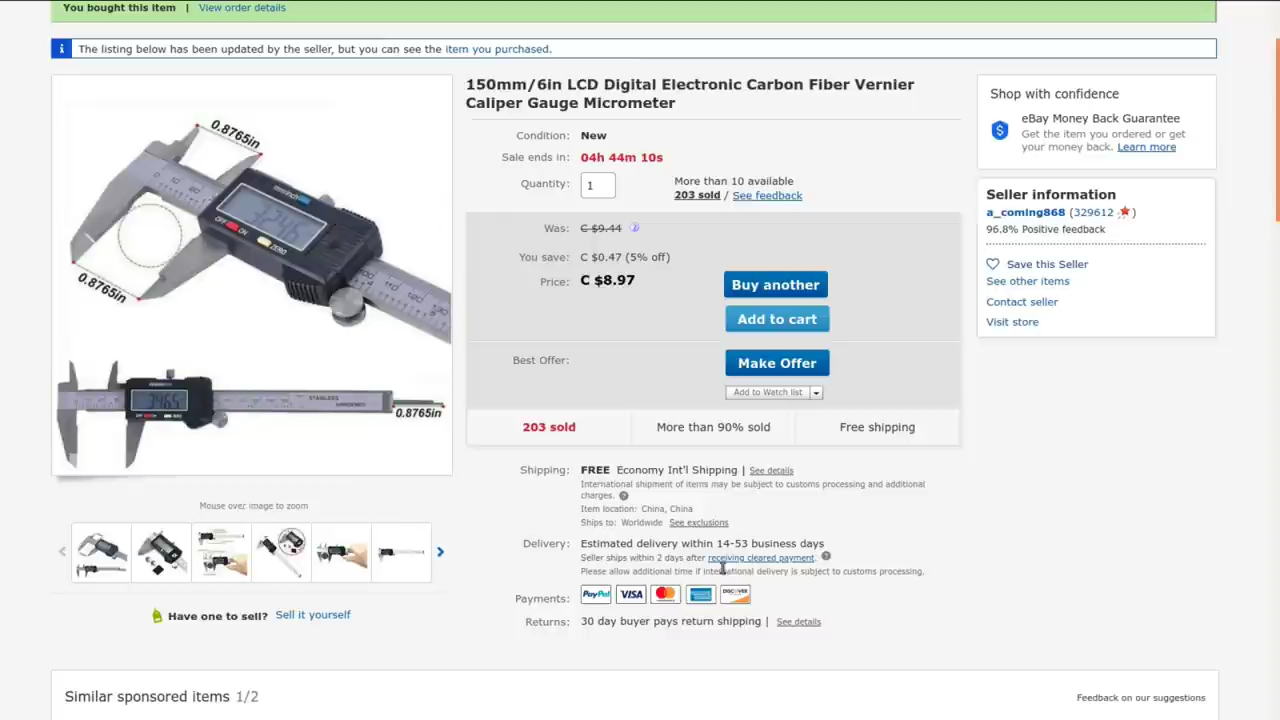 You bought this item | View order details
i The listing below has been updated by the seller, but you can see the item you purchased.
150mm/6in LCD Digital Electronic Carbon Fiber Vernier
Caliper Gauge Micrometer
Condition: New
Sale ends in: 04h 44m 10s
Quantity: 1
More than 10 available
203 sold / See feedback
Was: C $9.44
You save: C $0.47 (5% off)
Price: C $8.97
Buy another
Add to cart
Best Offer:
Make Offer
Add to Watch list
203 sold
More than 90% sold
Free shipping
Shipping: FREE Economy Int'l Shipping | See details
International shipment of items may be subject to customs processing and additional
charges. ?
Item location: China, China
Ships to: Worldwide See exclusions
Delivery: Estimated delivery within 14-53 business days
Seller ships within 2 days after receiving cleared payment. ?
Please allow additional time if international delivery is subject to customs processing.
Payments: PayPal VISA DISCOVER
Returns: 30 day buyer pays return shipping | See details
0.8765in
OFF ON ZERO
0.8765in
STAINLESS
HARDENED
0.8765in
Mouse over image to zoom
Have one to sell? Sell it yourself
Shop with confidence
eBay Money Back Guarantee
Get the item you ordered or get
your money back. Learn more
Seller information
a_coming868 (329612 )
96.8% Positive feedback
Save this Seller
See other items
Contact seller
Visit store
Similar sponsored items 1/2
Feedback on our suggestions